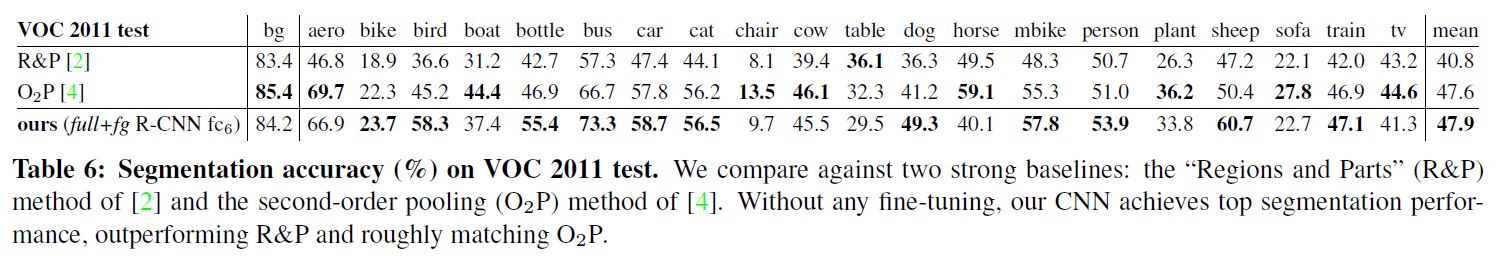 VOC 2011 test bg aero bike bird boat bottle bus car cat chair cow table dog horse mbike person plant sheep sofa train tv mean
R&P [2] 83.4 46.8 18.9 36.6 31.2 42.7 57.3 47.4 44.1 8.1 39.4 36.1 36.3 49.5 48.3 50.7 26.3 47.2 22.1 42.0 43.2 40.8
O₂P [4] 85.4 69.7 22.3 45.2 44.4 46.9 66.7 57.8 56.2 13.5 46.1 32.3 41.2 59.1 55.3 51.0 36.2 50.4 27.8 46.9 44.6 47.6
ours (full+fg R-CNN fc₆) 84.2 66.9 23.7 58.3 37.4 55.4 73.3 58.7 56.5 9.7 45.5 29.5 49.3 40.1 57.8 53.9 33.8 60.7 22.7 47.1 41.3 47.9
Table 6: Segmentation accuracy (%) on VOC 2011 test. We compare against two strong baselines: the “Regions and Parts” (R&P)
method of [2] and the second-order pooling (O₂P) method of [4]. Without any fine-tuning, our CNN achieves top segmentation perfor-
mance, outperforming R&P and roughly matching O₂P.